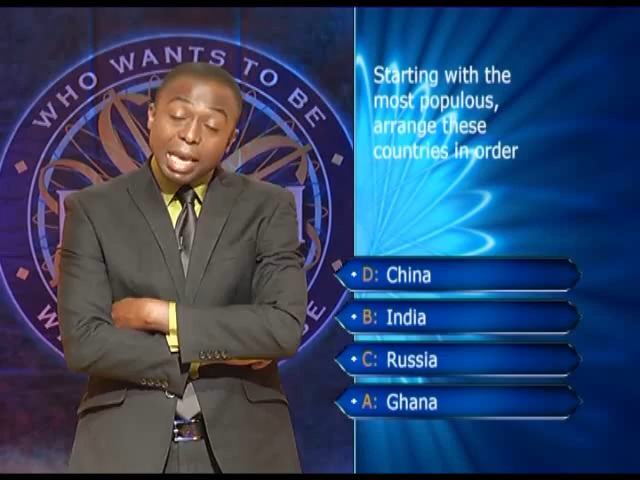 WHO WANTS TO BE
Starting with the
most populous,
arrange these
countries in order
D: China
B: India
C: Russia
A: Ghana